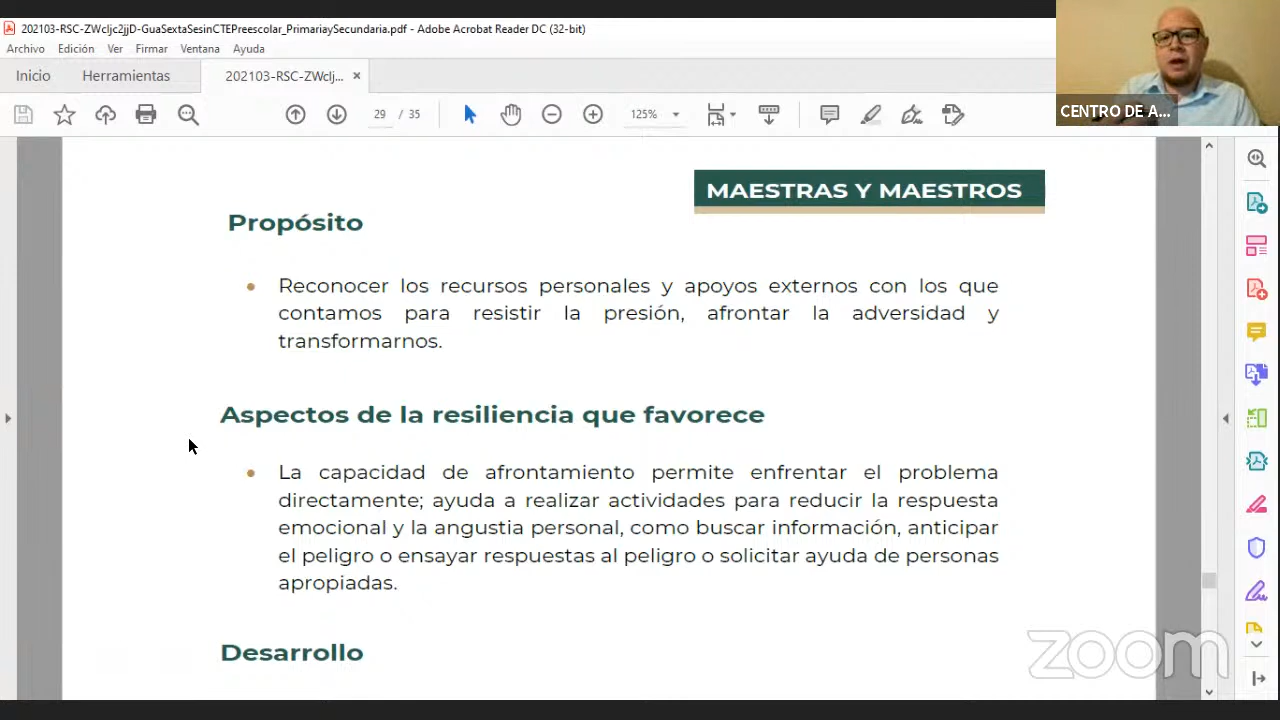 202103-RSC-ZWcIjc2jjD-GuaSextaSesinCTEPreescolar_PrimariaySecundaria.pdf - Adobe Acrobat Reader DC (32-bit)
Archivo Edición Ver Firmar Ventana Ayuda
Inicio Herramientas 202103-RSC-ZWclj... ×
29 / 35 125%
CENTRO DE A...
MAESTRAS Y MAESTROS
Propósito
• Reconocer los recursos personales y apoyos externos con los que
contamos para resistir la presión, afrontar la adversidad y
transformarnos.
Aspectos de la resiliencia que favorece
• La capacidad de afrontamiento permite enfrentar el problema
directamente; ayuda a realizar actividades para reducir la respuesta
emocional y la angustia personal, como buscar información, anticipar
el peligro o ensayar respuestas al peligro o solicitar ayuda de personas
apropiadas.
Desarrollo
zoom